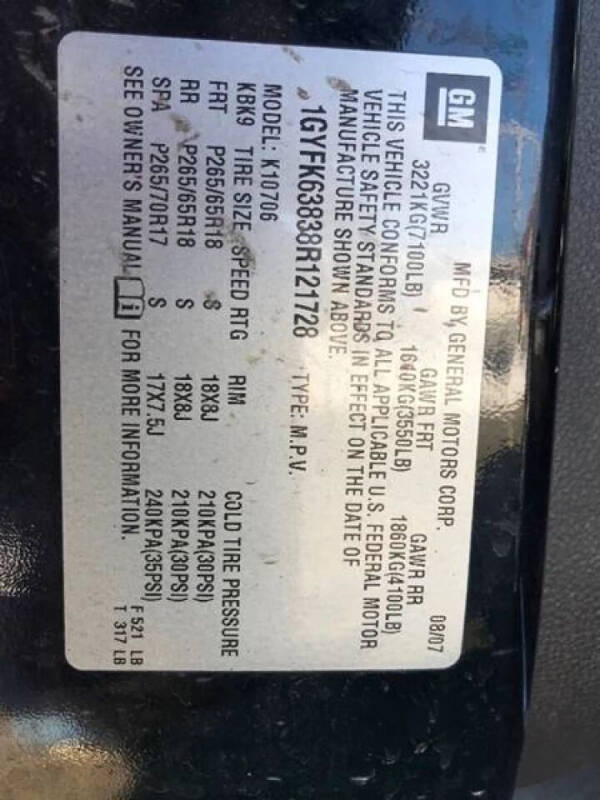 GM
MFD BY GENERAL MOTORS CORP. 08/07
GVWR GAWR FRT GAWR RR
3221KG(7100LB) 1610KG(3550LB) 1860KG(4100LB)
THIS VEHICLE CONFORMS TO ALL APPLICABLE U.S. FEDERAL MOTOR
VEHICLE SAFETY STANDARDS IN EFFECT ON THE DATE OF
MANUFACTURE SHOWN ABOVE.
1GYFK63838R121728 TYPE: M.P.V.
MODEL: K10706
KBK9 TIRE SIZE SPEED RTG RIM COLD TIRE PRESSURE
FRT P265/65R18 S 18X8J 210KPA(30PSI)
RR P265/65R18 S 18X8J 210KPA(30PSI)
SPA P265/70R17 S 17X7.5J 240KPA(35PSI)
SEE OWNER'S MANUAL i FOR MORE INFORMATION.
F 521 LB
T 317 LB